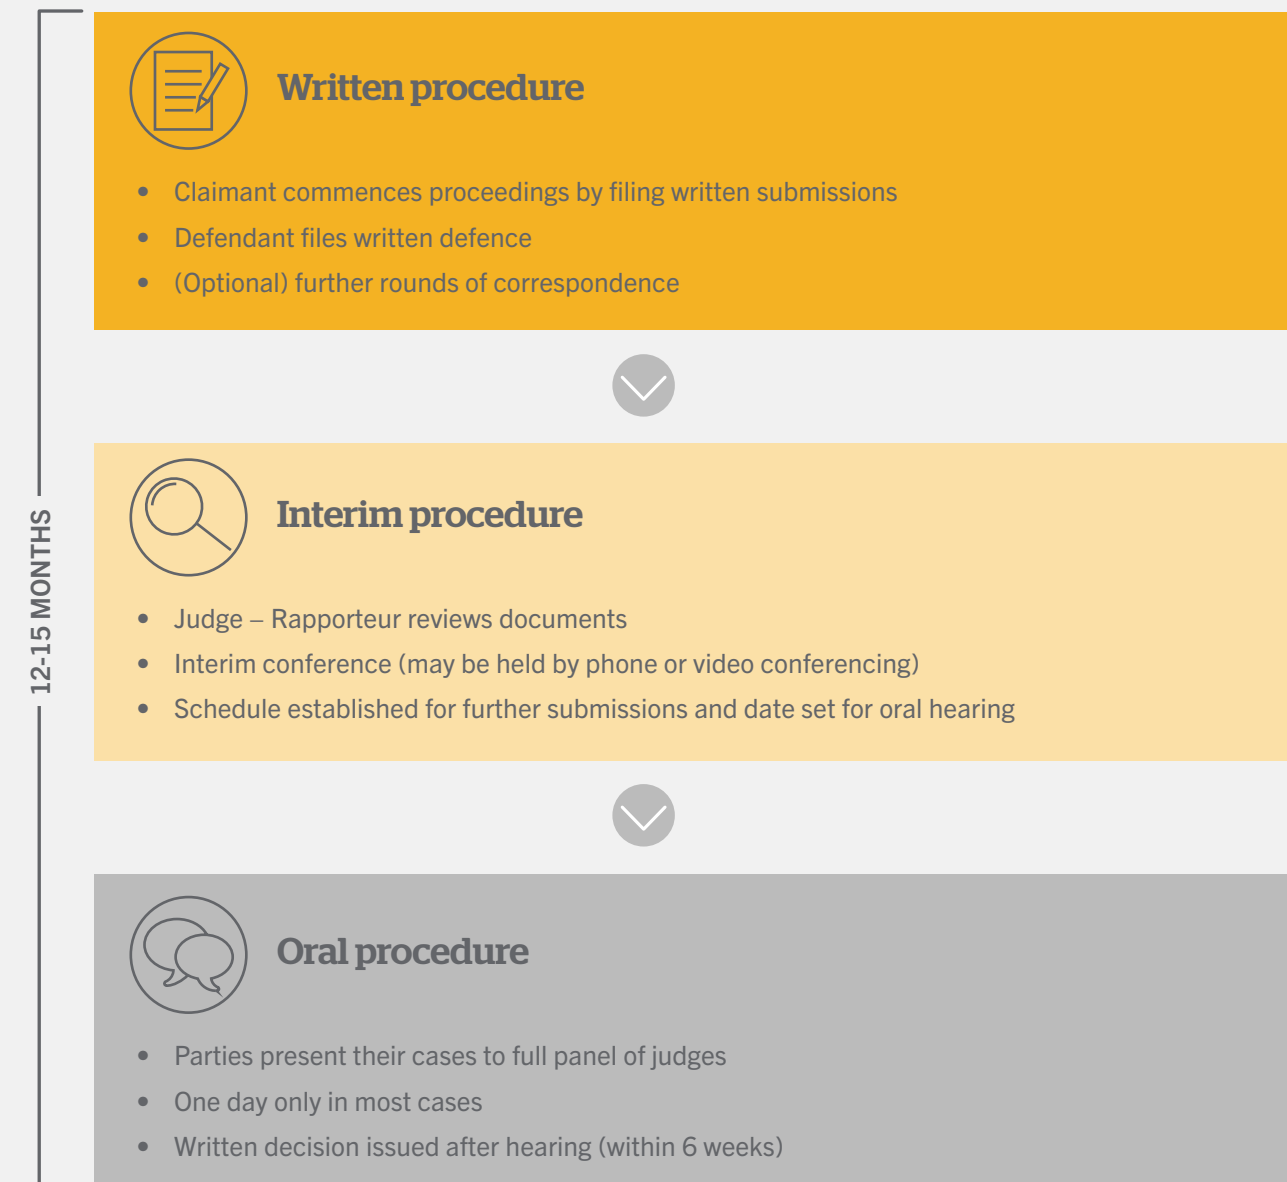 12-15 MONTHS
Written procedure
• Claimant commences proceedings by filing written submissions
• Defendant files written defence
• (Optional) further rounds of correspondence
Interim procedure
• Judge – Rapporteur reviews documents
• Interim conference (may be held by phone or video conferencing)
• Schedule established for further submissions and date set for oral hearing
Oral procedure
• Parties present their cases to full panel of judges
• One day only in most cases
• Written decision issued after hearing (within 6 weeks)